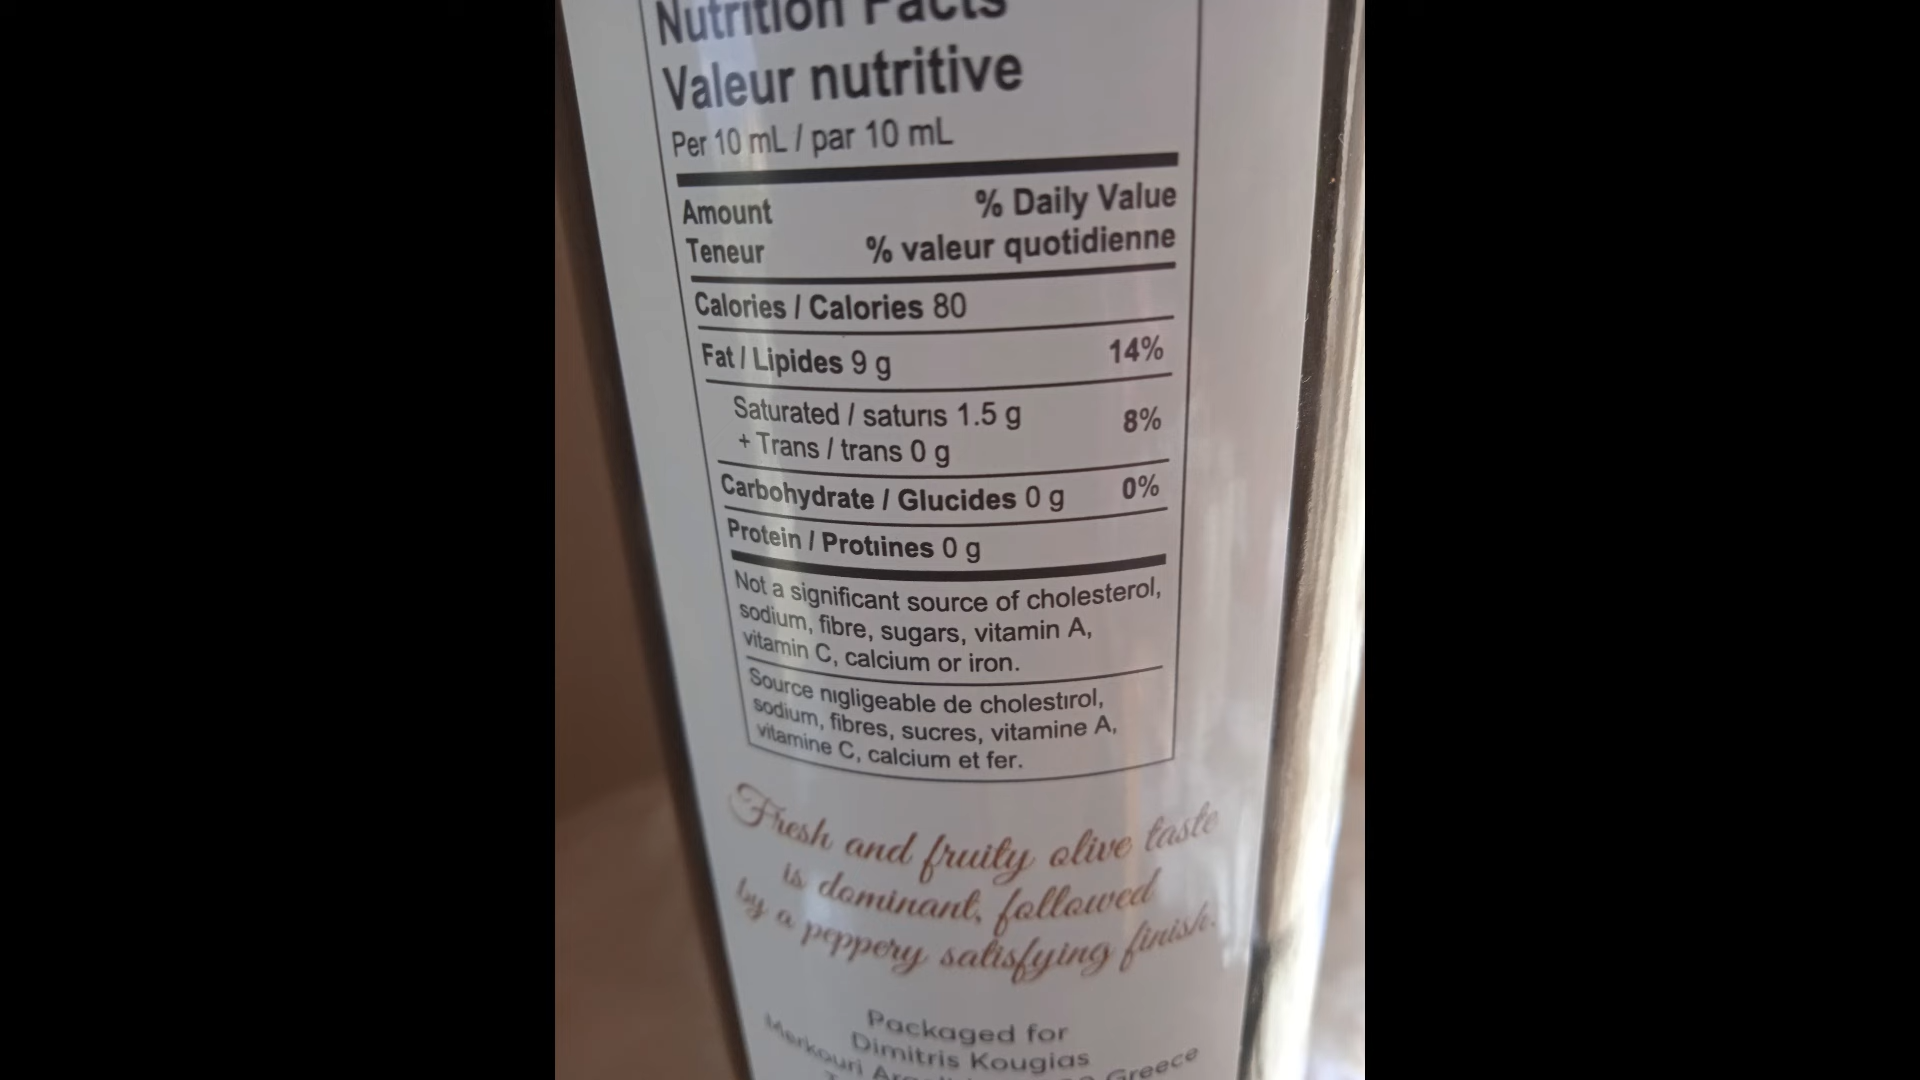 Nutrition Facts
Valeur nutritive
Per 10 mL / par 10 mL
Amount % Daily Value
Teneur % valeur quotidienne
Calories / Calories 80
Fat / Lipides 9 g 14%
Saturated / saturıs 1.5 g 8%
+ Trans / trans 0 g
Carbohydrate / Glucides 0 g 0%
Protein / Protıines 0 g
Not a significant source of cholesterol,
sodium, fibre, sugars, vitamin A,
vitamin C, calcium or iron.
Source nıgligeable de cholestırol,
sodium, fibres, sucres, vitamine A,
vitamine C, calcium et fer.
Fresh and fruity olive taste
is dominant, followed
by a peppery satisfying finish.
Packaged for
Dimitris Kougias
Merkouri Greece